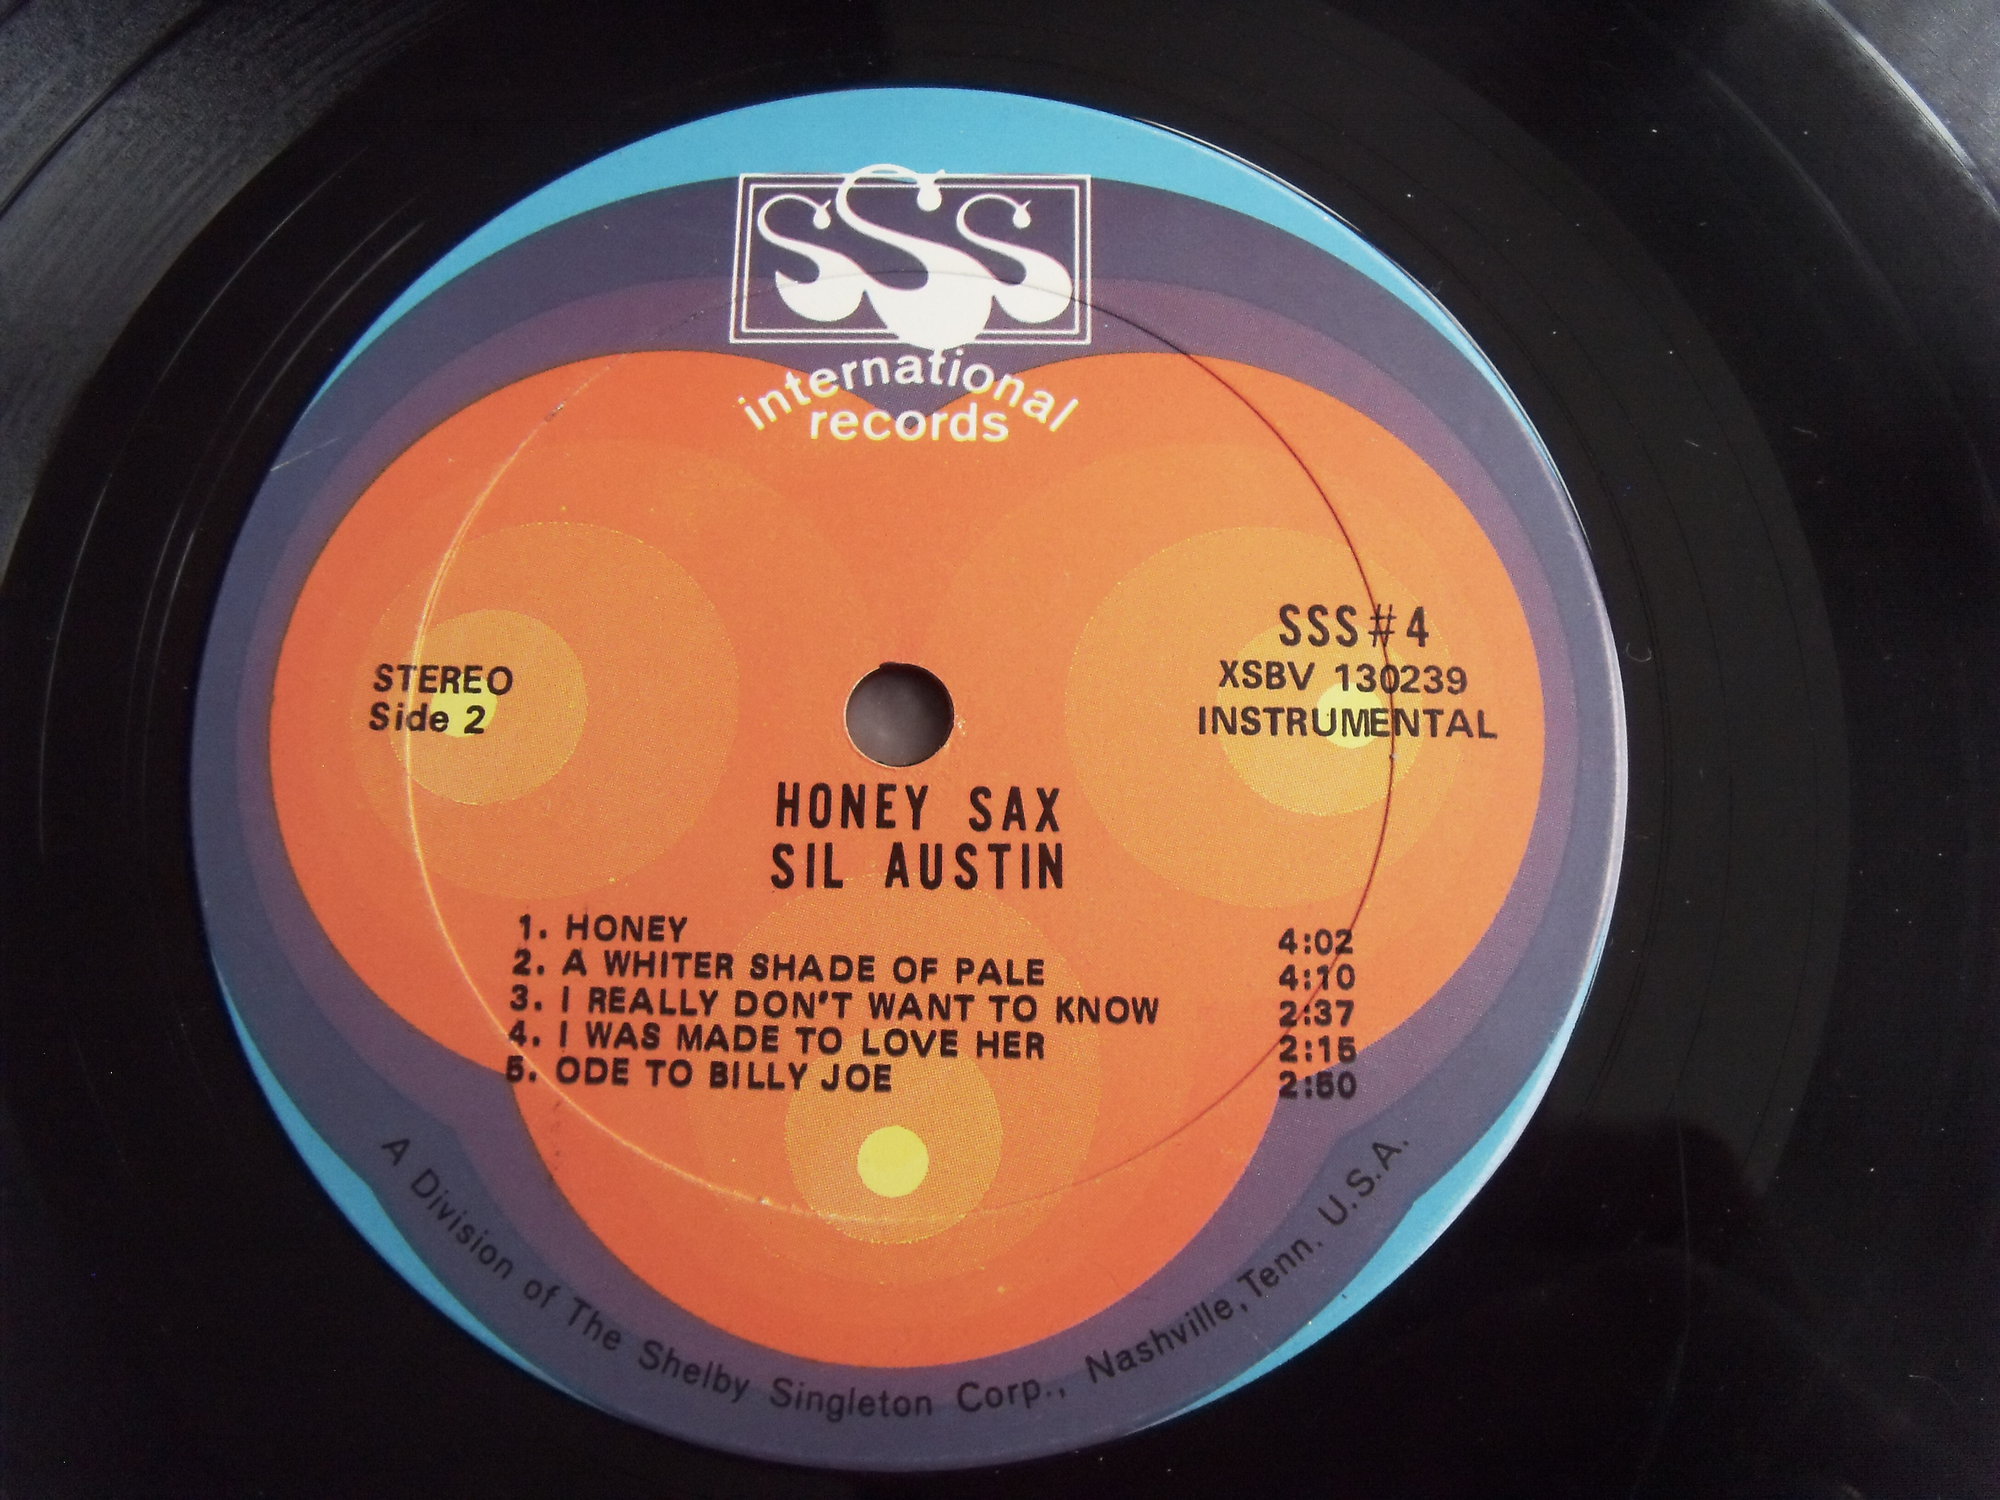 SSS
international
records
STEREO
Side 2
SSS#4
XSBV 130239
INSTRUMENTAL
HONEY SAX
SIL AUSTIN
1. HONEY 4:02
2. A WHITER SHADE OF PALE 4:10
3. I REALLY DON'T WANT TO KNOW 2:37
4. I WAS MADE TO LOVE HER 2:15
5. ODE TO BILLY JOE 2:50
A Division of The Shelby Singleton Corp., Nashville, Tenn. U.S.A.